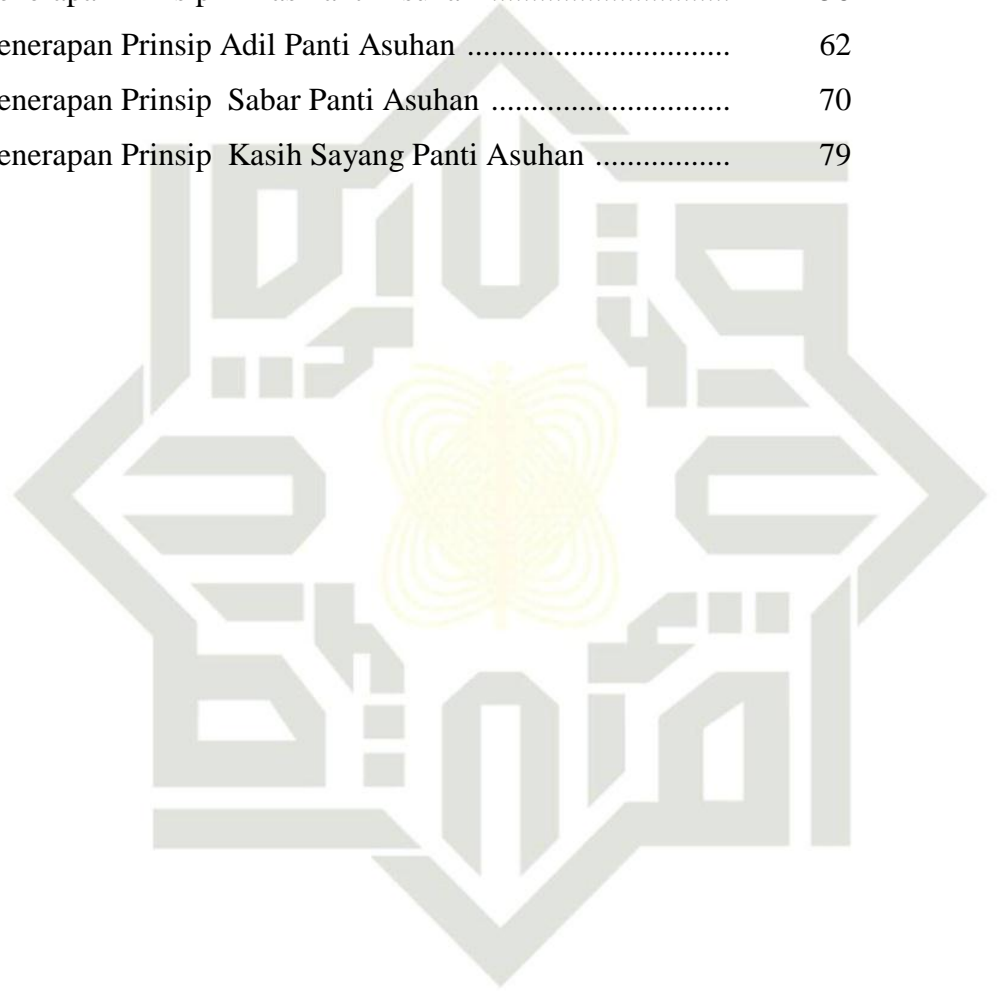 enerapan Prinsip Adil Panti Asuhan .............................. 62
enerapan Prinsip  Sabar Panti Asuhan ........................... 70
enerapan Prinsip  Kasih Sayang Panti Asuhan ................. 79